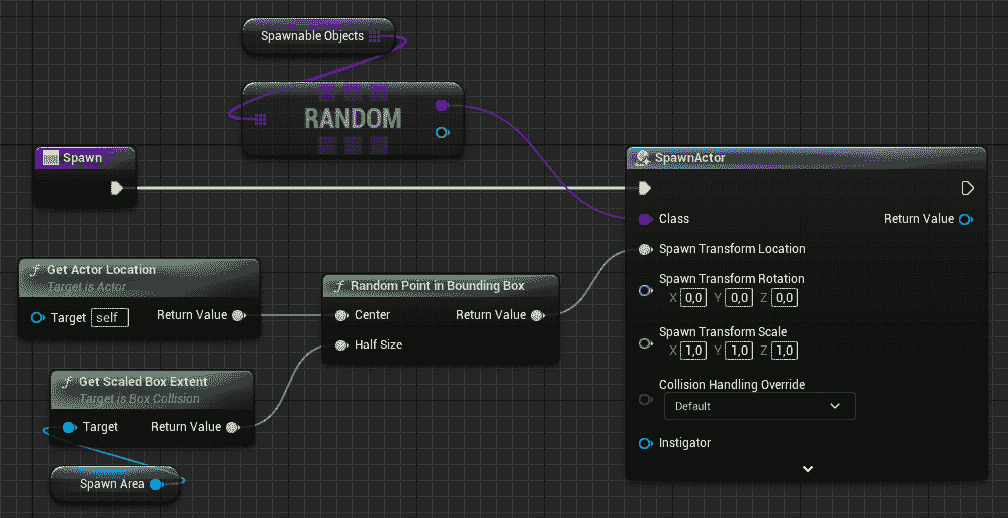 Spawnable Objects
RANDOM
Spawn
SpawnActor
Class
Return Value
Spawn Transform Location
Spawn Transform Rotation
X 0,0 Y 0,0 Z 0,0
Spawn Transform Scale
X 1,0 Y 1,0 Z 1,0
Collision Handling Override
Default
Instigator
f Get Actor Location
Target is Actor
Target self Return Value
f Random Point in Bounding Box
Center Return Value
Half Size
f Get Scaled Box Extent
Target is Box Collision
Target Return Value
Spawn Area